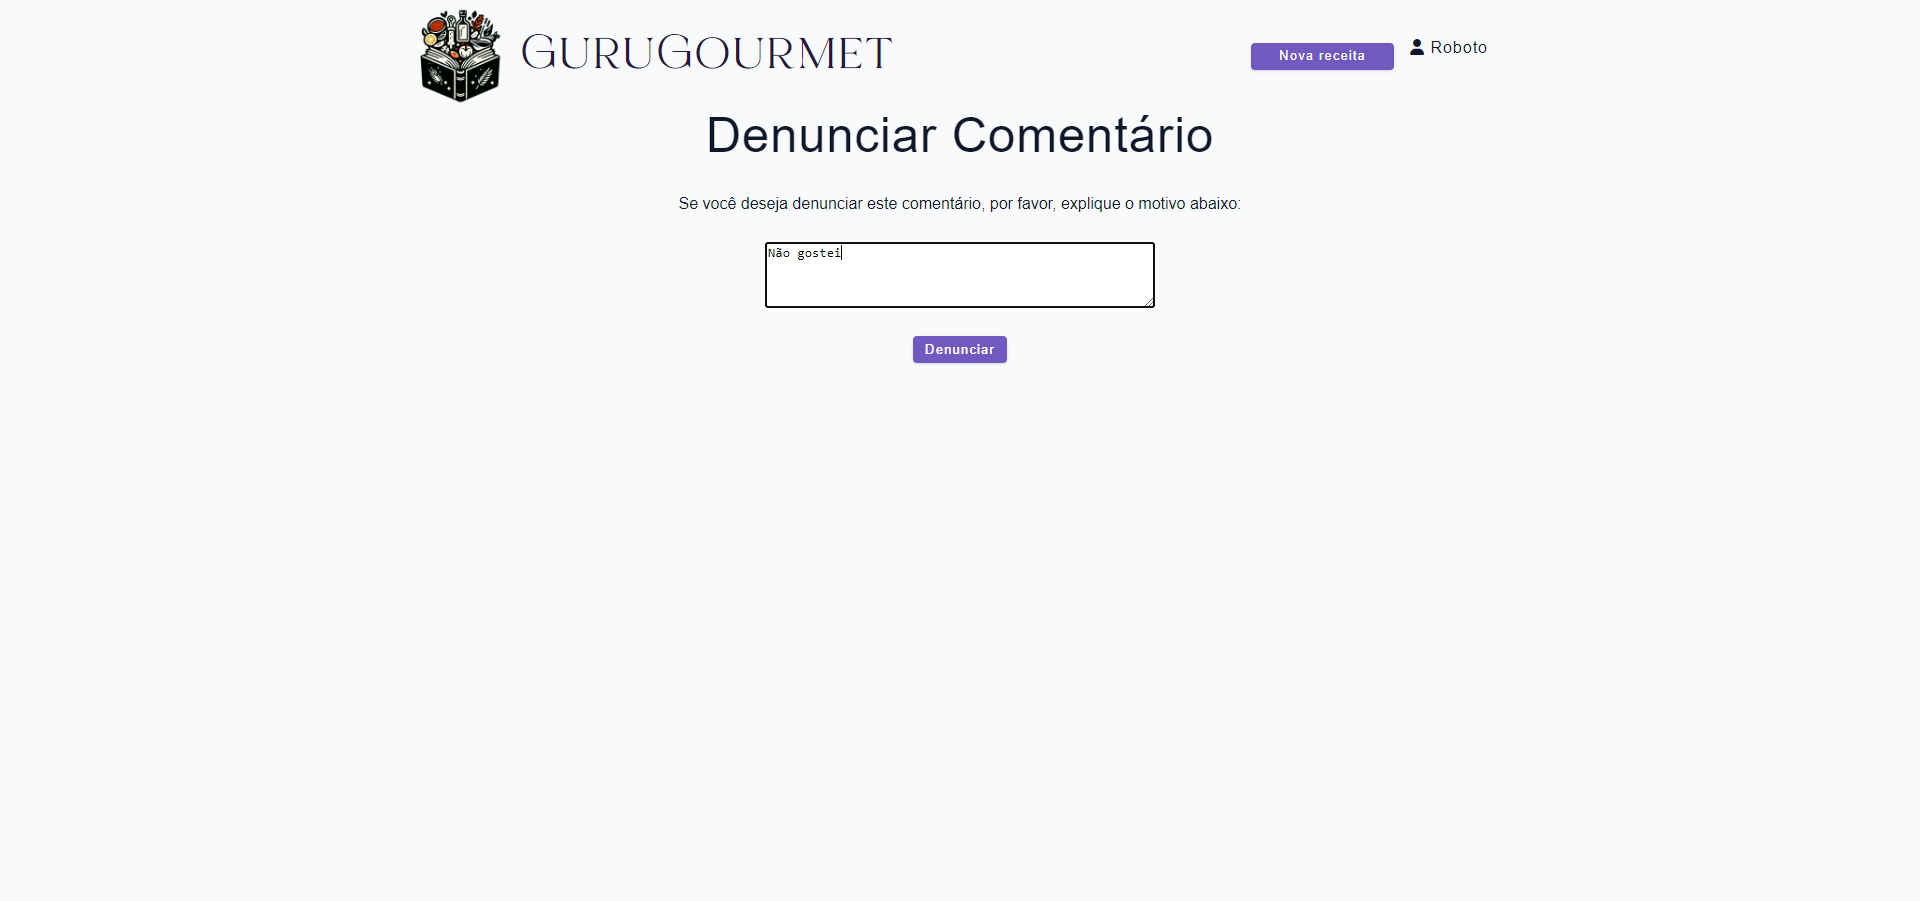 GURUGOURMET
Nova receita
Roboto
Denunciar Comentário
Se você deseja denunciar este comentário, por favor, explique o motivo abaixo:
Não gostei
Denunciar